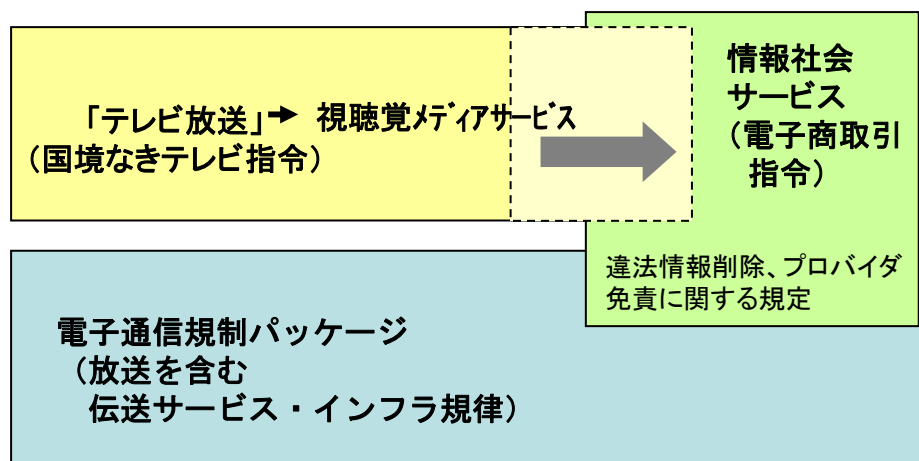 「テレビ放送」➔ 視聴覚ﾒﾃﾞｨｱサービス
（国境なきテレビ指令）
情報社会
サービス
（電子商取引
指令）
違法情報削除、プロバイダ
免責に関する規定
電子通信規制パッケージ
（放送を含む
伝送サービス・インフラ規律）